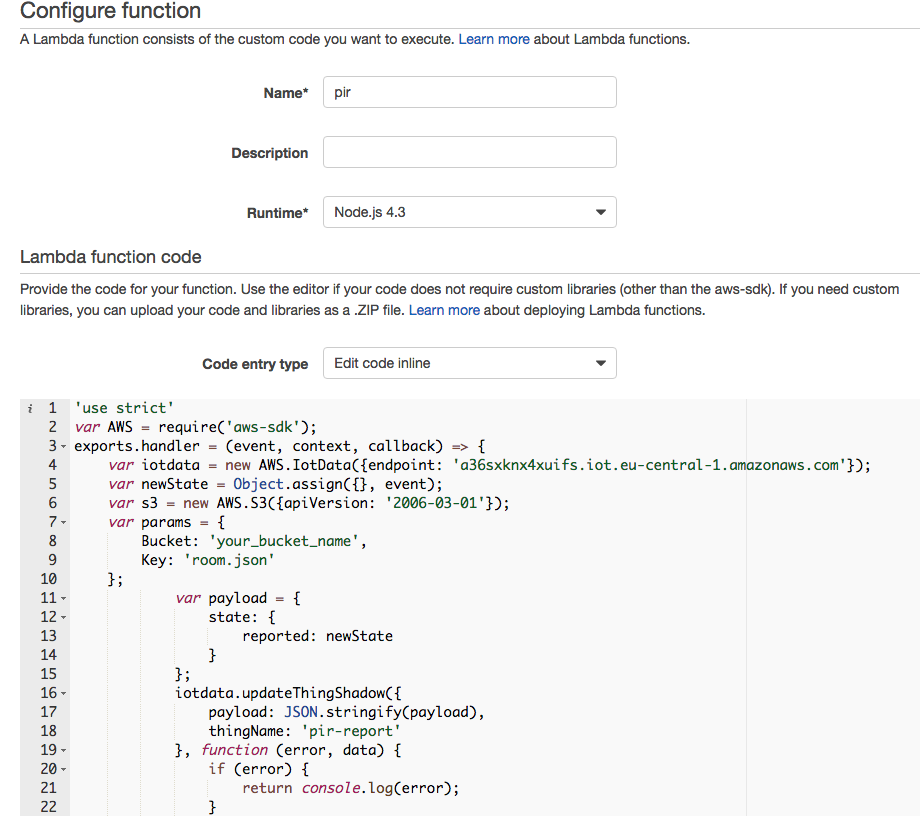 Configure function
A Lambda function consists of the custom code you want to execute. Learn more about Lambda functions.
Name* pir
Description
Runtime* Node.js 4.3
Lambda function code
Provide the code for your function. Use the editor if your code does not require custom libraries (other than the aws-sdk). If you need custom
libraries, you can upload your code and libraries as a .ZIP file. Learn more about deploying Lambda functions.
Code entry type Edit code inline
i 1 'use strict'
2 var AWS = require('aws-sdk');
3 exports.handler = (event, context, callback) => {
4 var iotdata = new AWS.IotData({endpoint: 'a36sxknx4xuifs.iot.eu-central-1.amazonaws.com'});
5 var newState = Object.assign({}, event);
6 var s3 = new AWS.S3({apiVersion: '2006-03-01'});
7 var params = {
8 Bucket: 'your_bucket_name',
9 Key: 'room.json'
10 };
11 var payload = {
12 state: {
13 reported: newState
14 }
15 };
16 iotdata.updateThingShadow({
17 payload: JSON.stringify(payload),
18 thingName: 'pir-report'
19 }, function (error, data) {
20 if (error) {
21 return console.log(error);
22 }